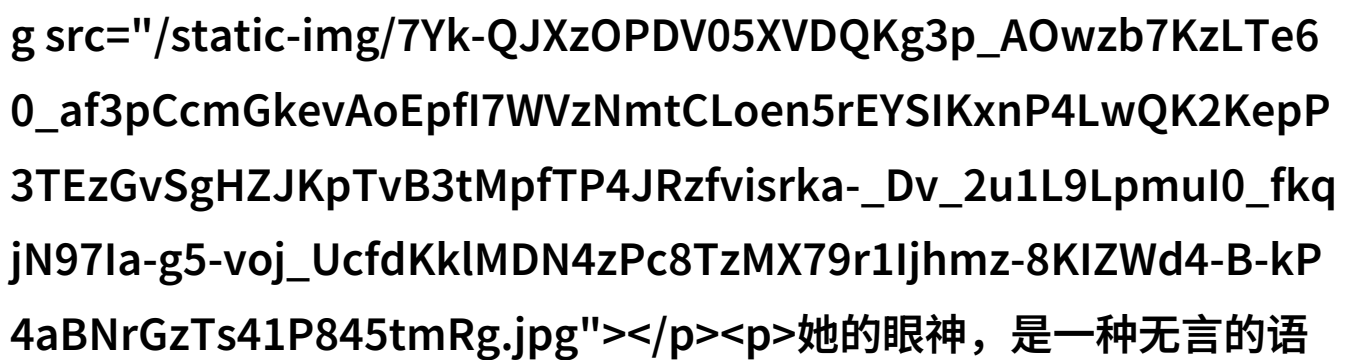 g src="/static-img/7Yk-QJXzOPDV05XVDQKg3p_AOwzb7KzLTe6
0_af3pCcmGkevAoEpfI7WVzNmtCLoen5rEYSIKxnP4LwQK2KepP
3TEzGvSgHZJKpTvB3tMpfTP4JRzfvisrka-_Dv_2u1L9LpmuI0_fkq
jN97Ia-g5-voj_UcfdKklMDN4zPc8TzMX79r1Ijhmz-8KIZWd4-B-kP
4aBNrGzTs41P845tmRg.jpg"></p><p>她的眼神，是一种无言的语